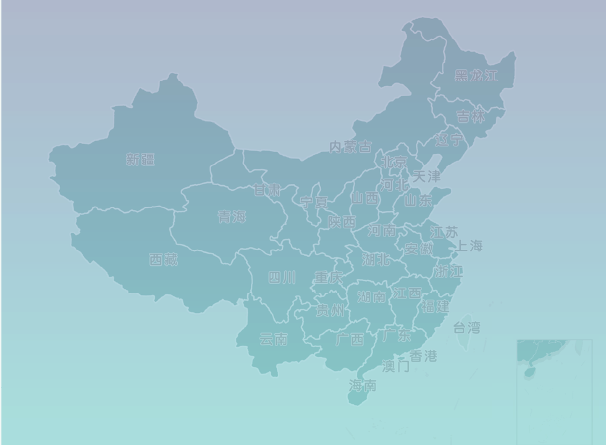 黑龙江
吉林
辽宁
内蒙古
北京
新疆
天津
河北
甘肃
山西
山东
宁夏
青海
陕西
河南
江苏
上海
安徽
西藏
湖北
浙江
四川
重庆
湖南
江西
福建
贵州
台湾
云南
广西
广东
香港
澳门
海南